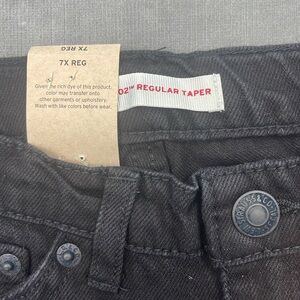 7X REG
7X REG
Given the rich dye of this product,
color may transfer onto
other garments or upholstery.
Wash with like colors before wear.
02™ REGULAR TAPER